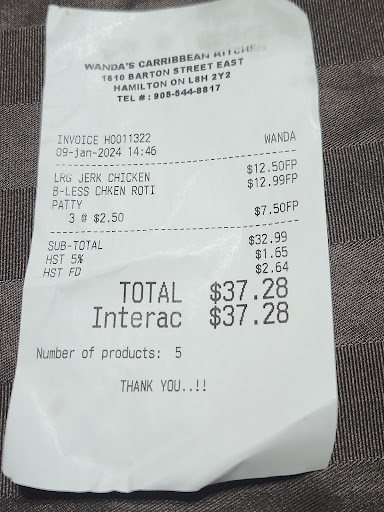 WANDA'S CARRIBBEAN KITCHEN
1610 BARTON STREET EAST
HAMILTON ON L8H 2Y2
TEL #: 905-544-8817
INVOICE H0011322 WANDA
09-jan-2024 14:46
LRG JERK CHICKEN $12.50FP
B-LESS CHKEN ROTI $12.99FP
PATTY
3 @ $2.50 $7.50FP
SUB-TOTAL $32.99
HST 5% $1.65
HST FD $2.64
TOTAL $37.28
Interac $37.28
Number of products: 5
THANK YOU..!!